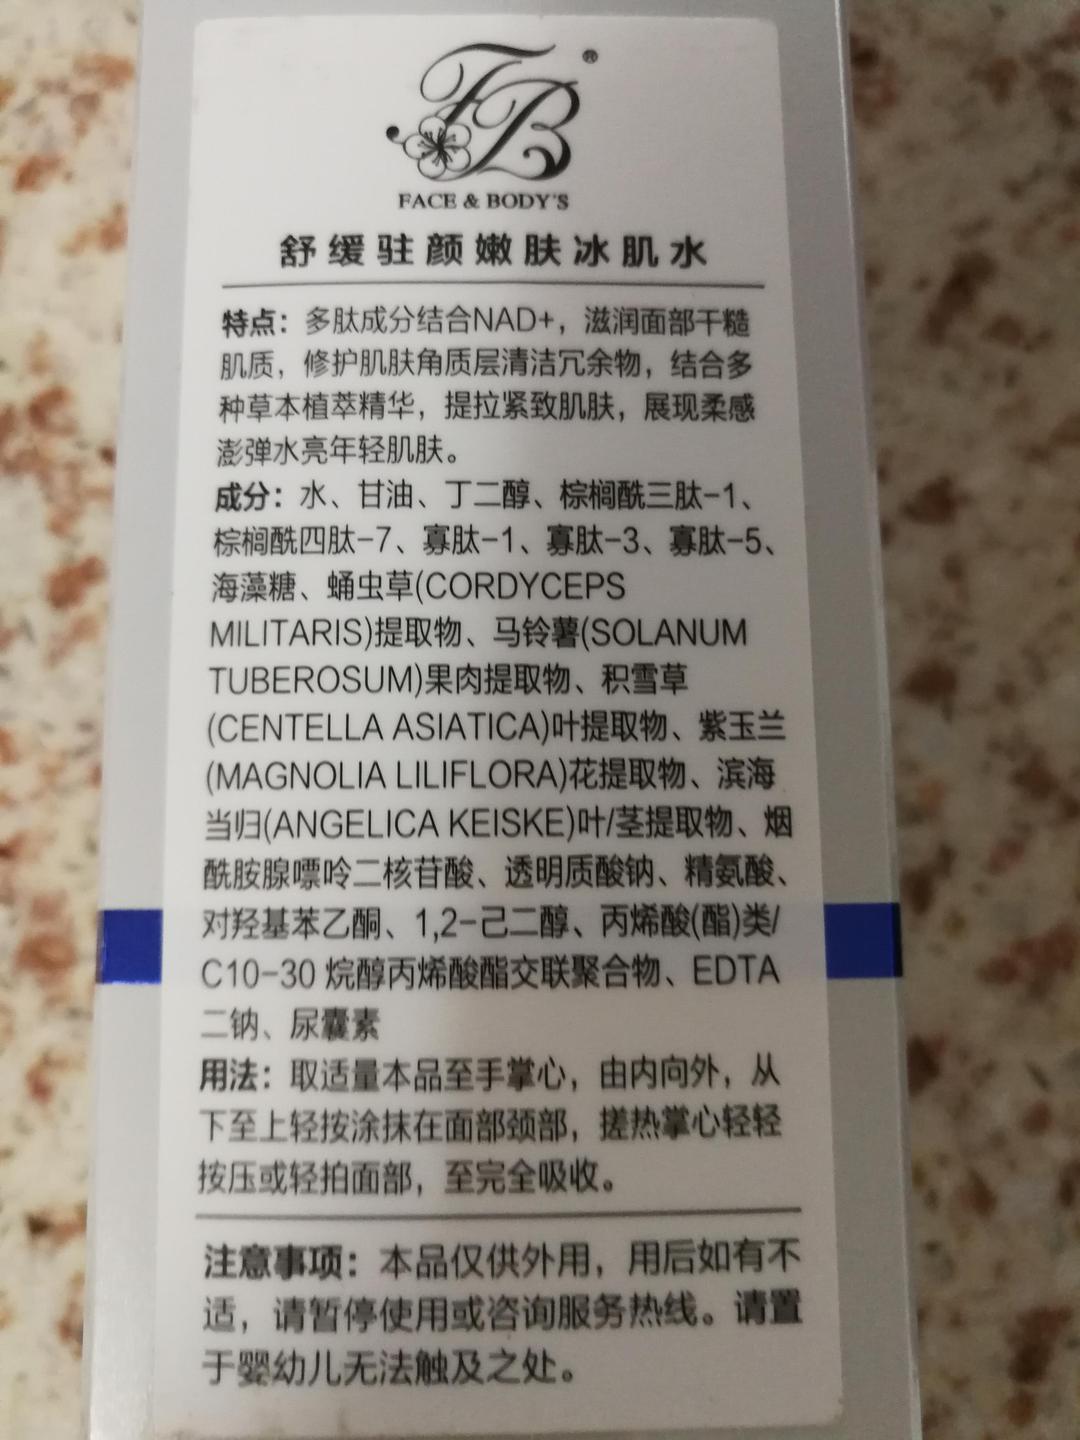 FB®
FACE & BODY'S
舒缓驻颜嫩肤冰肌水
特点：多肽成分结合NAD+，滋润面部干糙
肌质，修护肌肤角质层清洁冗余物，结合多
种草本植萃精华，提拉紧致肌肤，展现柔感
澎弹水亮年轻肌肤。
成分：水、甘油、丁二醇、棕榈酰三肽-1、
棕榈酰四肽-7、寡肽-1、寡肽-3、寡肽-5、
海藻糖、蛹虫草(CORDYCEPS
MILITARIS)提取物、马铃薯(SOLANUM
TUBEROSUM)果肉提取物、积雪草
(CENTELLA ASIATICA)叶提取物、紫玉兰
(MAGNOLIA LILIFLORA)花提取物、滨海
当归(ANGELICA KEISKE)叶/茎提取物、烟
酰胺腺嘌呤二核苷酸、透明质酸钠、精氨酸、
对羟基苯乙酮、1,2-己二醇、丙烯酸(酯)类/
C10-30 烷醇丙烯酸酯交联聚合物、EDTA
二钠、尿囊素
用法：取适量本品至手掌心，由内向外，从
下至上轻按涂抹在面部颈部，搓热掌心轻轻
按压或轻拍面部，至完全吸收。
注意事项：本品仅供外用，用后如有不
适，请暂停使用或咨询服务热线。请置
于婴幼儿无法触及之处。